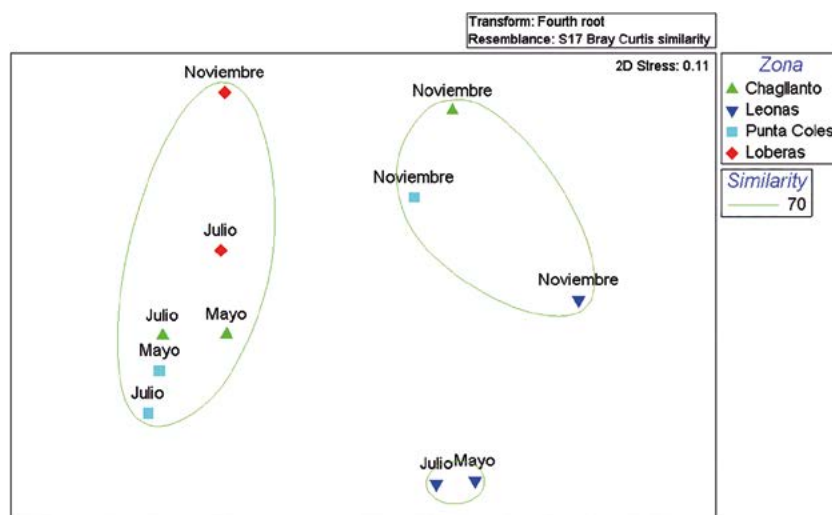 Transform: Fourth root
Resemblance: S17 Bray Curtis similarity
2D Stress: 0.11
Noviembre
Noviembre
Noviembre
Julio
Noviembre
Julio
Mayo
Mayo
Julio
Julio
Mayo
Zona
Chagllanto
Leonas
Punta Coles
Loberas
Similarity
70